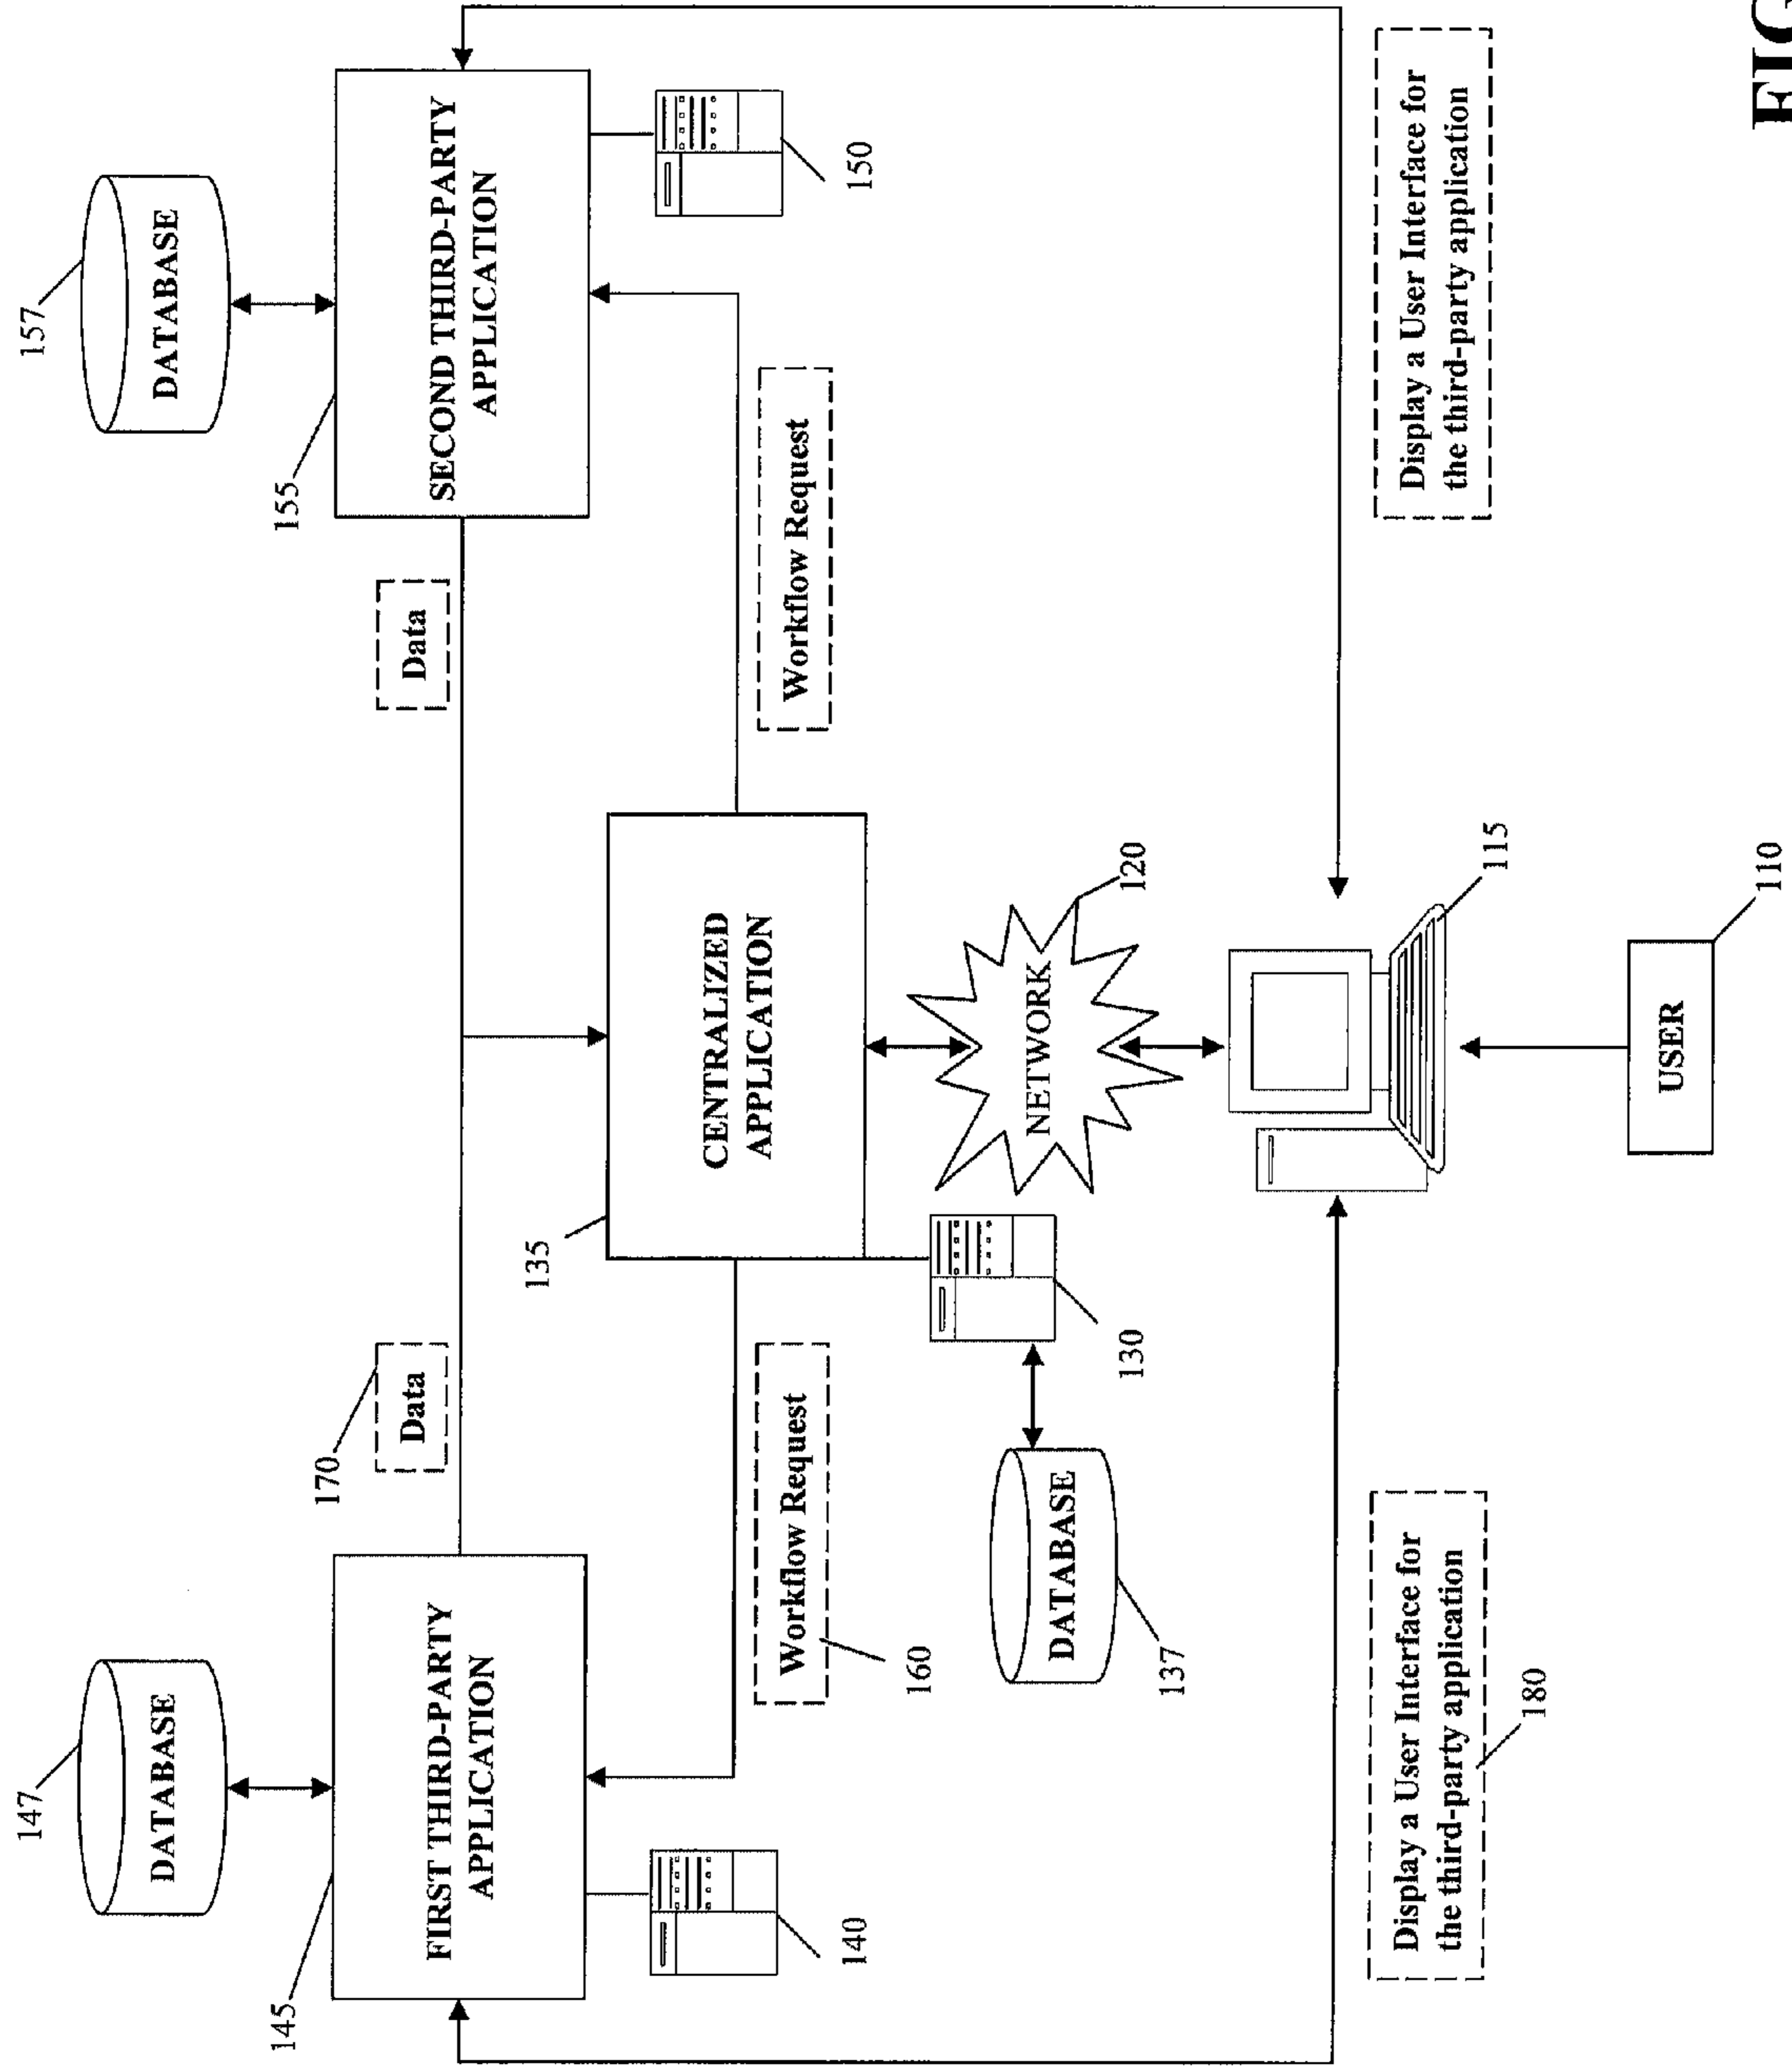 147
DATABASE
157
DATABASE
145
FIRST THIRD-PARTY
APPLICATION
170
Data
Data
155
SECOND THIRD-PARTY
APPLICATION
140
150
Workflow Request
160
135
CENTRALIZED
APPLICATION
Workflow Request
DATABASE
137
130
NETWORK
120
115
Display a User Interface for
the third-party application
180
Display a User Interface for
the third-party application
USER
110
FIG